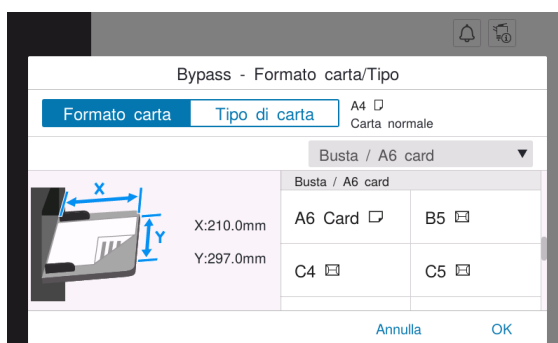 Bypass - Formato carta/Tipo
Formato carta
Tipo di carta
A4
Carta normale
Busta / A6 card
Busta / A6 card
X
Y
X:210.0mm
Y:297.0mm
A6 Card
B5
C4
C5
Annulla
OK